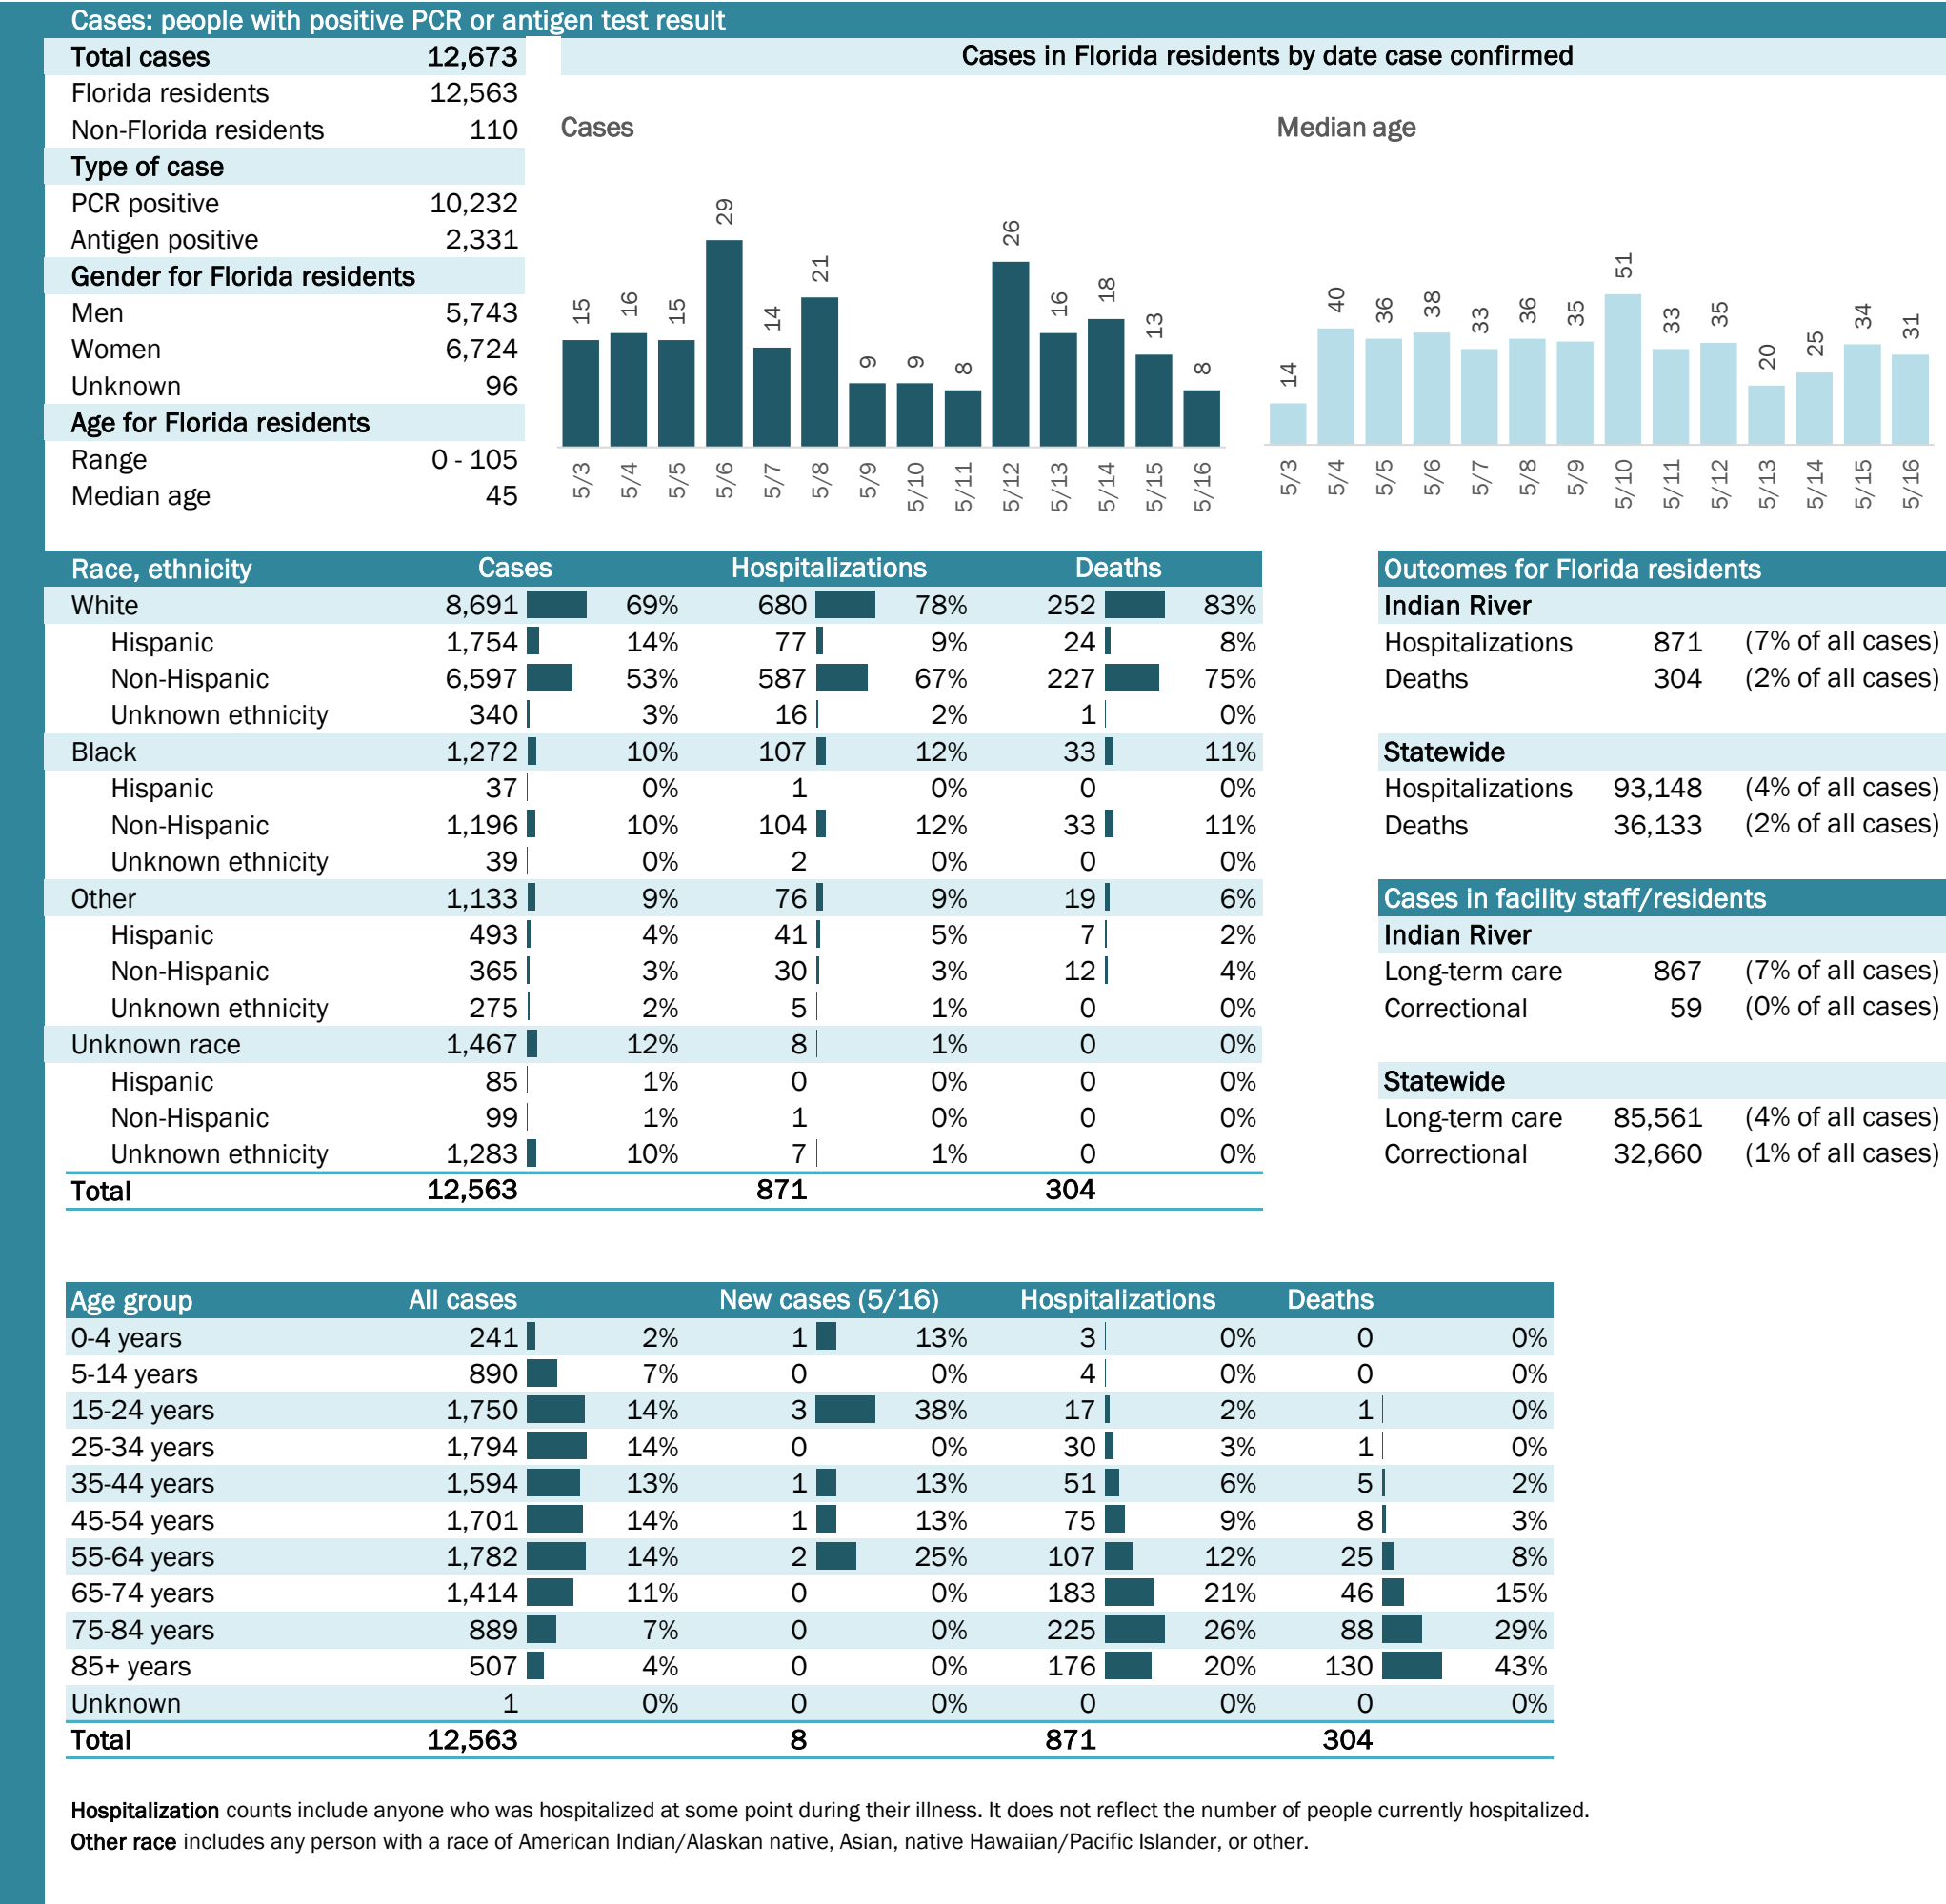 Cases: people with positive PCR or antigen test result
Total cases 12,673
Florida residents 12,563
Non-Florida residents 110
Type of case
PCR positive 10,232
Antigen positive 2,331
Gender for Florida residents
Men 5,743
Women 6,724
Unknown 96
Age for Florida residents
Range 0 - 105
Median age 45
Cases in Florida residents by date case confirmed
Cases
15 16 15 29 14 21 9 9 8 26 16 18 13 8
5/3 5/4 5/5 5/6 5/7 5/8 5/9 5/10 5/11 5/12 5/13 5/14 5/15 5/16
Median age
14 40 36 38 33 36 35 51 33 35 20 25 34 31
5/3 5/4 5/5 5/6 5/7 5/8 5/9 5/10 5/11 5/12 5/13 5/14 5/15 5/16
Race, ethnicity Cases Hospitalizations Deaths
White 8,691 69% 680 78% 252 83%
Hispanic 1,754 14% 77 9% 24 8%
Non-Hispanic 6,597 53% 587 67% 227 75%
Unknown ethnicity 340 3% 16 2% 1 0%
Black 1,272 10% 107 12% 33 11%
Hispanic 37 0% 1 0% 0 0%
Non-Hispanic 1,196 10% 104 12% 33 11%
Unknown ethnicity 39 0% 2 0% 0 0%
Other 1,133 9% 76 9% 19 6%
Hispanic 493 4% 41 5% 7 2%
Non-Hispanic 365 3% 30 3% 12 4%
Unknown ethnicity 275 2% 5 1% 0 0%
Unknown race 1,467 12% 8 1% 0 0%
Hispanic 85 1% 0 0% 0 0%
Non-Hispanic 99 1% 1 0% 0 0%
Unknown ethnicity 1,283 10% 7 1% 0 0%
Total 12,563 871 304
Outcomes for Florida residents
Indian River
Hospitalizations 871 (7% of all cases)
Deaths 304 (2% of all cases)
Statewide
Hospitalizations 93,148 (4% of all cases)
Deaths 36,133 (2% of all cases)
Cases in facility staff/residents
Indian River
Long-term care 867 (7% of all cases)
Correctional 59 (0% of all cases)
Statewide
Long-term care 85,561 (4% of all cases)
Correctional 32,660 (1% of all cases)
Age group All cases New cases (5/16) Hospitalizations Deaths
0-4 years 241 2% 1 13% 3 0% 0 0%
5-14 years 890 7% 0 0% 4 0% 0 0%
15-24 years 1,750 14% 3 38% 17 2% 1 0%
25-34 years 1,794 14% 0 0% 30 3% 1 0%
35-44 years 1,594 13% 1 13% 51 6% 5 2%
45-54 years 1,701 14% 1 13% 75 9% 8 3%
55-64 years 1,782 14% 2 25% 107 12% 25 8%
65-74 years 1,414 11% 0 0% 183 21% 46 15%
75-84 years 889 7% 0 0% 225 26% 88 29%
85+ years 507 4% 0 0% 176 20% 130 43%
Unknown 1 0% 0 0% 0 0% 0 0%
Total 12,563 8 871 304
Hospitalization counts include anyone who was hospitalized at some point during their illness. It does not reflect the number of people currently hospitalized.
Other race includes any person with a race of American Indian/Alaskan native, Asian, native Hawaiian/Pacific Islander, or other.